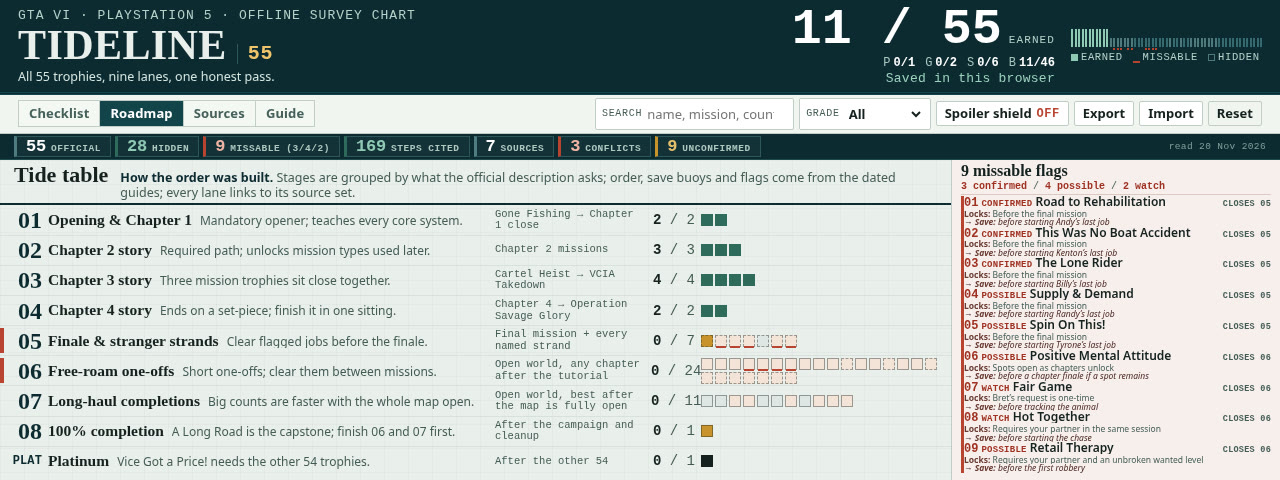 GTA VI · PLAYSTATION 5 · OFFLINE SURVEY CHART
TIDELINE 55
All 55 trophies, nine lanes, one honest pass.
11 / 55 EARNED
P 0/1 G 0/2 S 0/6 B 11/46
Saved in this browser
EARNED MISSABLE HIDDEN
Checklist Roadmap Sources Guide
SEARCH name, mission, coun
GRADE All
Spoiler shield OFF
Export
Import
Reset
55 OFFICIAL
28 HIDDEN
9 MISSABLE (3/4/2)
169 STEPS CITED
7 SOURCES
3 CONFLICTS
9 UNCONFIRMED
read 20 Nov 2026
Tide table
How the order was built. Stages are grouped by what the official description asks; order, save buoys and flags come from the dated
guides; every lane links to its source set.
01 Opening & Chapter 1 Mandatory opener; teaches every core system.
Gone Fishing → Chapter
1 close
2 / 2
02 Chapter 2 story Required path; unlocks mission types used later.
Chapter 2 missions
3 / 3
03 Chapter 3 story Three mission trophies sit close together.
Cartel Heist → VCIA
Takedown
4 / 4
04 Chapter 4 story Ends on a set-piece; finish it in one sitting.
Chapter 4 → Operation
Savage Glory
2 / 2
05 Finale & stranger strands Clear flagged jobs before the finale.
Final mission + every
named strand
0 / 7
06 Free-roam one-offs Short one-offs; clear them between missions.
Open world, any chapter
after the tutorial
0 / 24
07 Long-haul completions Big counts are faster with the whole map open.
Open world, best after
the map is fully open
0 / 11
08 100% completion A Long Road is the capstone; finish 06 and 07 first.
After the campaign and
cleanup
0 / 1
PLAT Platinum Vice Got a Price! needs the other 54 trophies.
After the other 54
0 / 1
9 missable flags
3 confirmed / 4 possible / 2 watch
01 CONFIRMED Road to Rehabilitation CLOSES 05
Locks: Before the final mission
→ Save: before starting Andy's last job
02 CONFIRMED This Was No Boat Accident CLOSES 05
Locks: Before the final mission
→ Save: before starting Kenton's last job
03 CONFIRMED The Lone Rider CLOSES 05
Locks: Before the final mission
→ Save: before starting Billy's last job
04 POSSIBLE Supply & Demand CLOSES 05
Locks: Before the final mission
→ Save: before starting Randy's last job
05 POSSIBLE Spin On This! CLOSES 05
Locks: Before the final mission
→ Save: before starting Tyrone's last job
06 POSSIBLE Positive Mental Attitude CLOSES 06
Locks: Spots open as chapters unlock
→ Save: before a chapter finale if a spot remains
07 WATCH Fair Game CLOSES 06
Locks: Bret's request is one-time
→ Save: before tracking the animal
08 WATCH Hot Together CLOSES 06
Locks: Requires your partner in the same session
→ Save: before starting the chase
09 POSSIBLE Retail Therapy CLOSES 06
Locks: Requires your partner and an unbroken wanted level
→ Save: before the first robbery